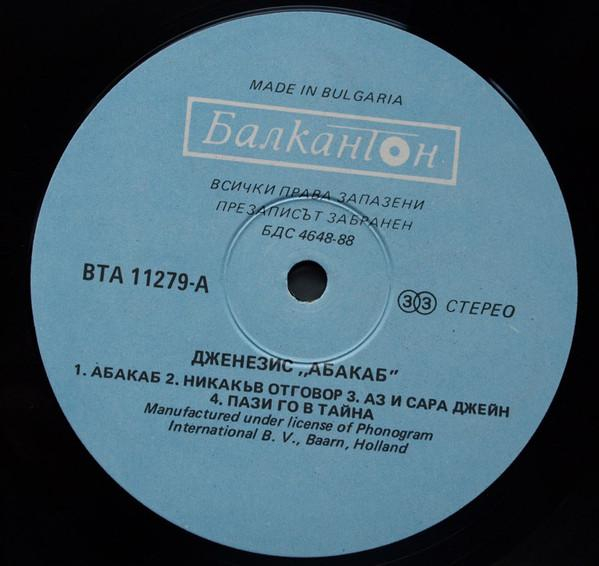 MADE IN BULGARIA
Балкантон
ВСИЧКИ ПРАВА ЗАПАЗЕНИ
ПРЕЗАПИСЪТ ЗАБРАНЕН
БДС 4648-88
ВТА 11279-А
33 СТЕРЕО
ДЖЕНЕЗИС „АБАКАБ”
1. АБАКАБ 2. НИКАКЪВ ОТГОВОР 3. АЗ И САРА ДЖЕЙН
4. ПАЗИ ГО В ТАЙНА
Manufactured under license of Phonogram
International B. V., Baarn, Holland